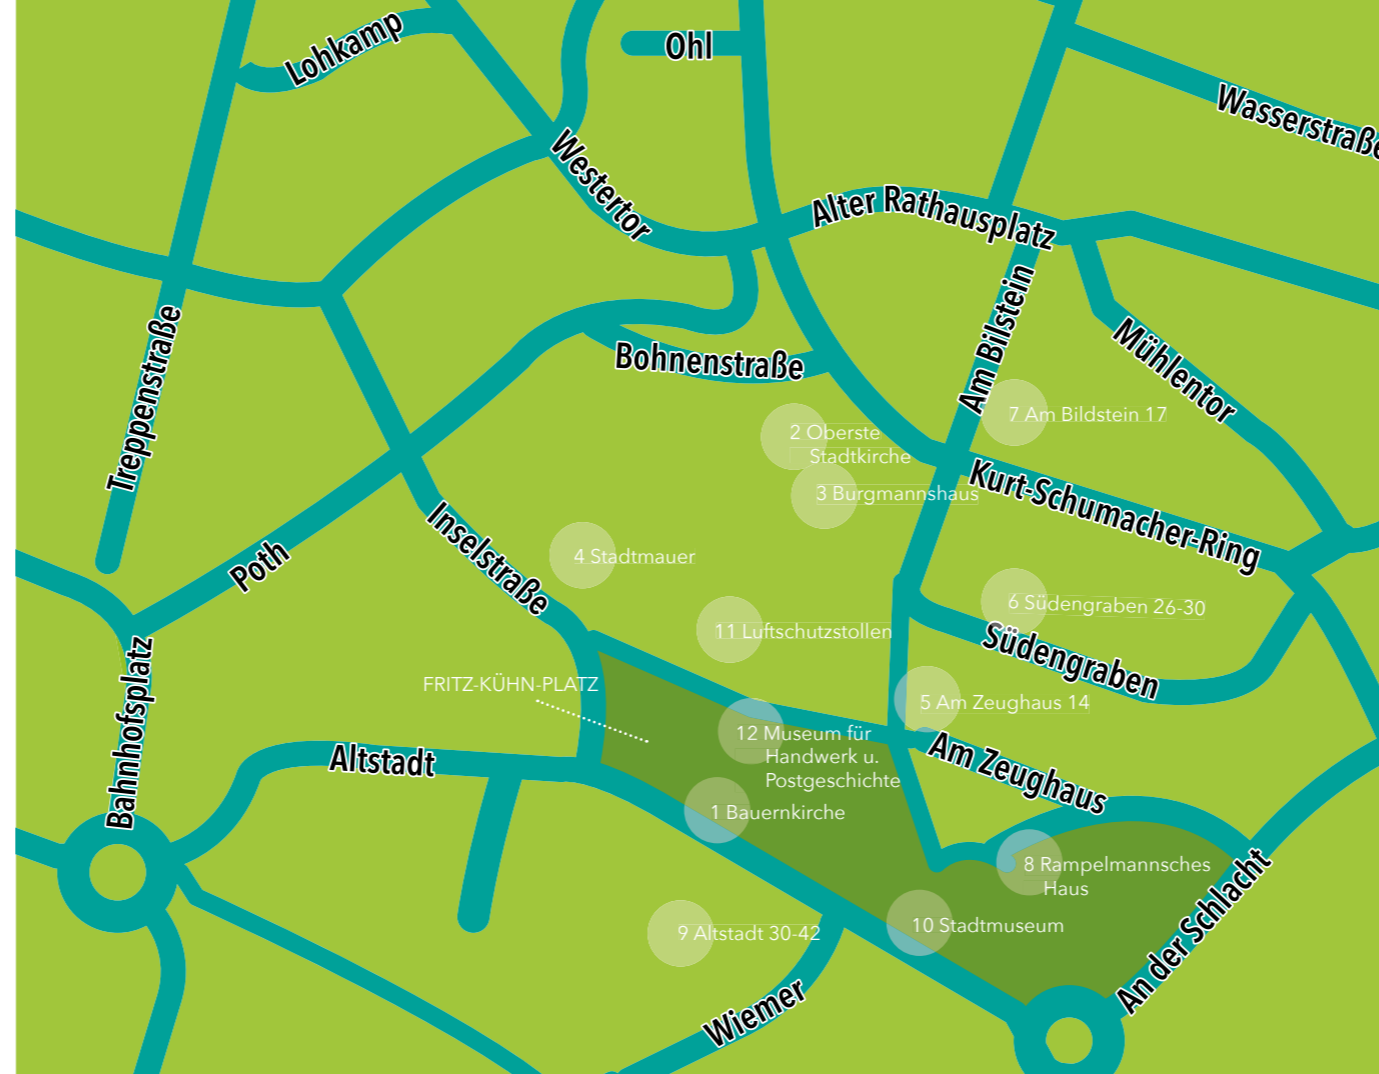 Lohkamp
Ohl
Wasserstraße
Westertor
Alter Rathausplatz
Treppenstraße
Am Bilstein
Mühlentor
Bohnenstraße
7 Am Bildstein 17
2 Oberste
Stadtkirche
3 Burgmannshaus
Kurt-Schumacher-Ring
Inselstraße
4 Stadtmauer
Poth
6 Südengraben 26-30
11 Luftschutzstollen
Südengraben
Bahnhofsplatz
FRITZ-KÜHN-PLATZ
5 Am Zeughaus 14
12 Museum für
Handwerk u.
Postgeschichte
Altstadt
Am Zeughaus
1 Bauernkirche
8 Rampelmannsches
Haus
An der Schlacht
10 Stadtmuseum
9 Altstadt 30-42
Wiemer